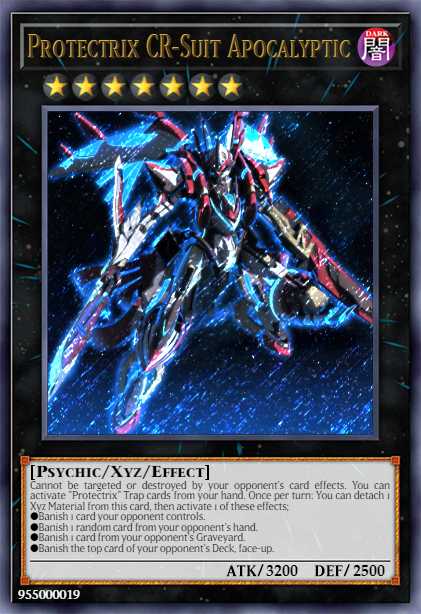 Protectrix CR-Suit Apocalyptic
DARK
闇
[Psychic/Xyz/Effect]
Cannot be targeted or destroyed by your opponent's card effects. You can
activate "Protectrix" Trap cards from your hand. Once per turn: You can detach 1
Xyz Material from this card, then activate 1 of these effects;
●Banish 1 card your opponent controls.
●Banish 1 random card from your opponent's hand.
●Banish 1 card from your opponent's Graveyard.
●Banish the top card of your opponent's Deck, face-up.
ATK/3200 DEF/2500
955000019